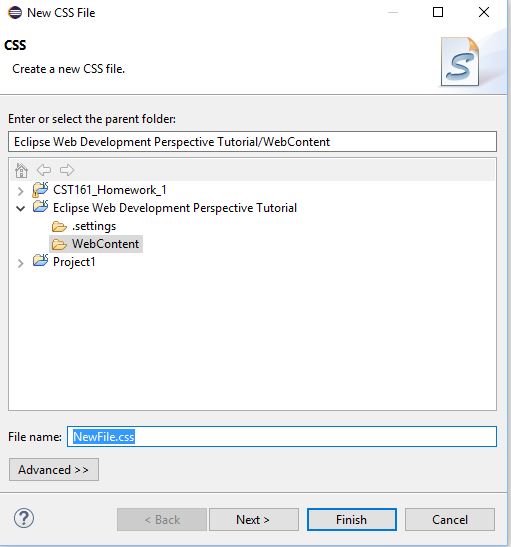 New CSS File
CSS
Create a new CSS file.
Enter or select the parent folder:
Eclipse Web Development Perspective Tutorial/WebContent
CST161_Homework_1
Eclipse Web Development Perspective Tutorial
.settings
WebContent
Project1
File name: NewFile.css
Advanced >>
< Back Next > Finish Cancel